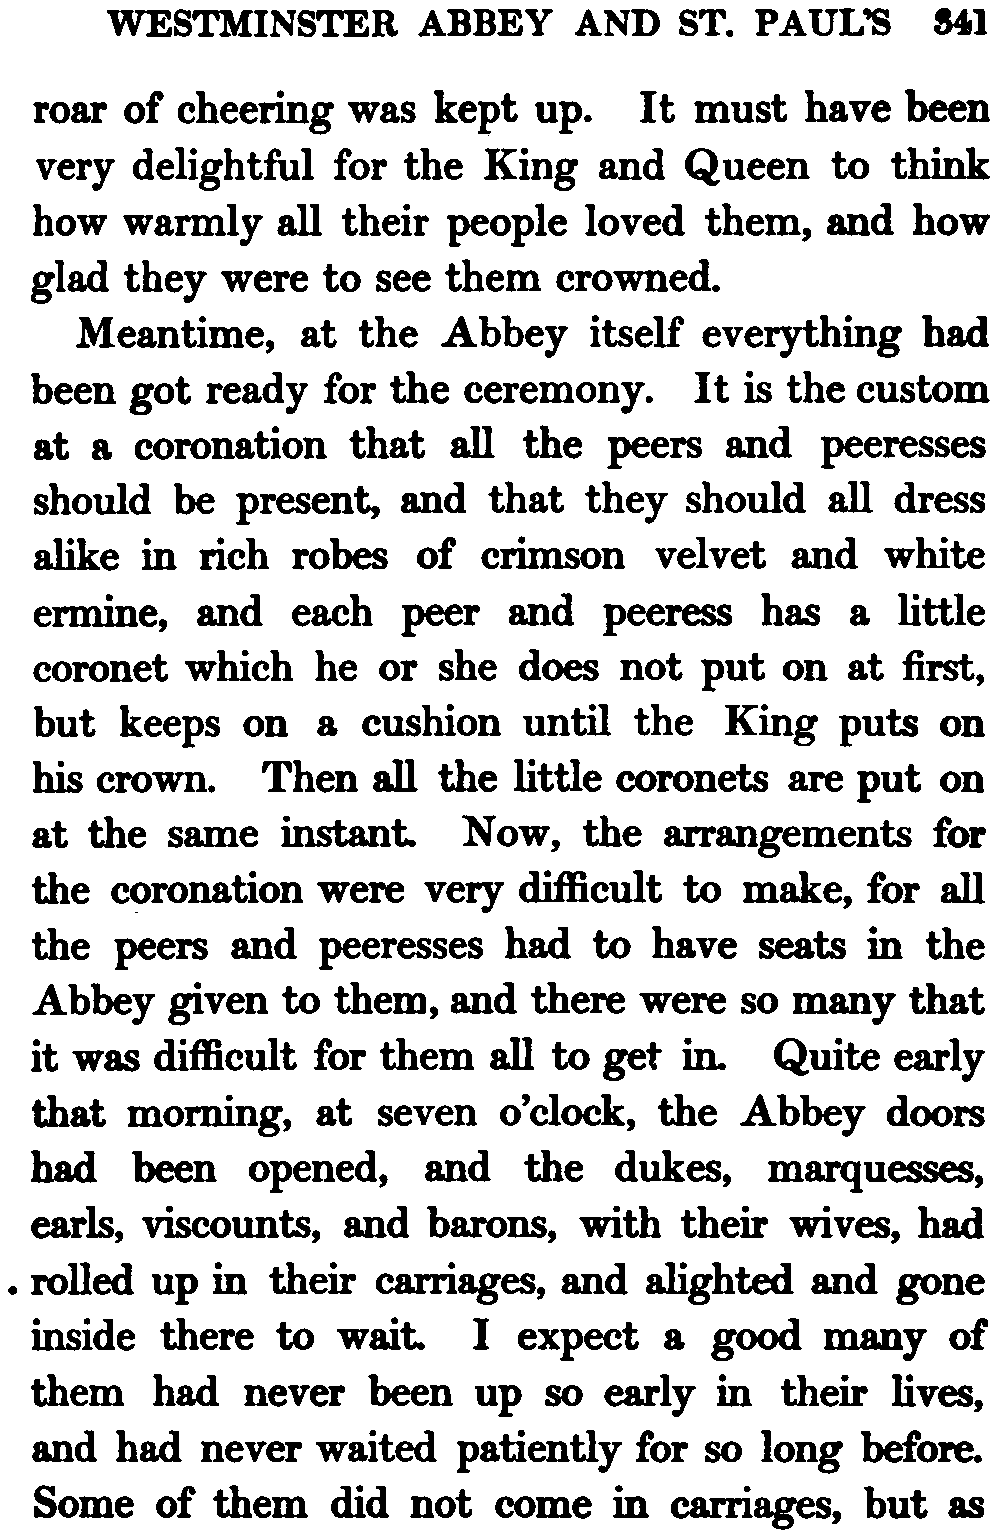 WESTMINSTER ABBEY AND ST. PAUL'S 341
roar of cheering was kept up. It must have been
very delightful for the King and Queen to think
how warmly all their people loved them, and how
glad they were to see them crowned.
Meantime, at the Abbey itself everything had
been got ready for the ceremony. It is the custom
at a coronation that all the peers and peeresses
should be present, and that they should all dress
alike in rich robes of crimson velvet and white
ermine, and each peer and peeress has a little
coronet which he or she does not put on at first,
but keeps on a cushion until the King puts on
his crown. Then all the little coronets are put on
at the same instant. Now, the arrangements for
the coronation were very difficult to make, for all
the peers and peeresses had to have seats in the
Abbey given to them, and there were so many that
it was difficult for them all to get in. Quite early
that morning, at seven o'clock, the Abbey doors
had been opened, and the dukes, marquesses,
earls, viscounts, and barons, with their wives, had
rolled up in their carriages, and alighted and gone
inside there to wait. I expect a good many of
them had never been up so early in their lives,
and had never waited patiently for so long before.
Some of them did not come in carriages, but as